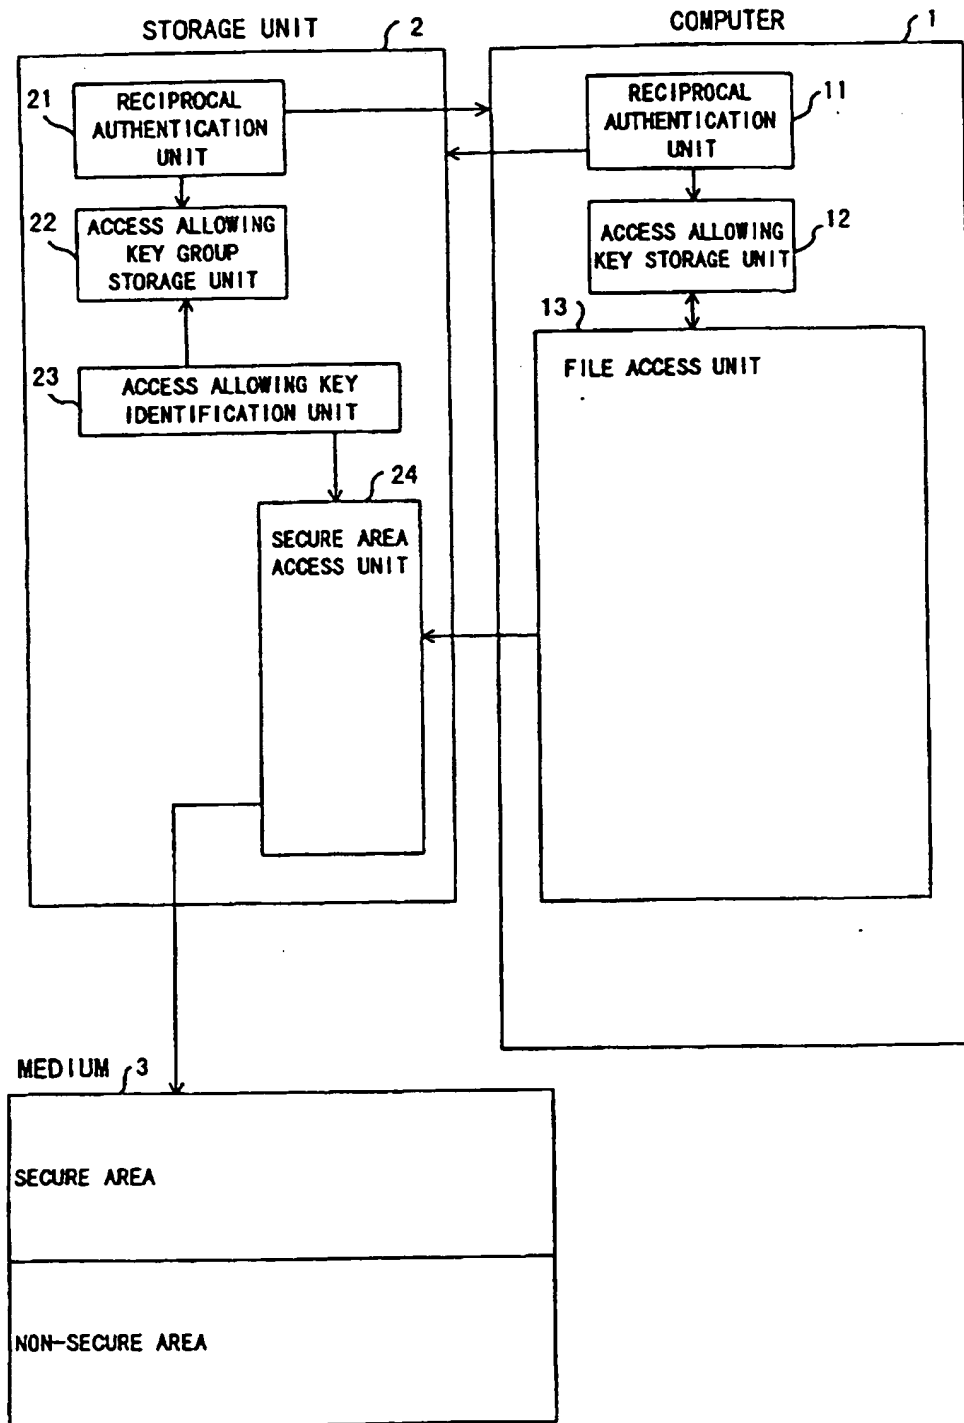 STORAGE UNIT
2
COMPUTER
1
21
RECIPROCAL
AUTHENTICATION
UNIT
RECIPROCAL
AUTHENTICATION
UNIT
11
22
ACCESS ALLOWING
KEY GROUP
STORAGE UNIT
ACCESS ALLOWING
KEY STORAGE UNIT
12
13
FILE ACCESS UNIT
23
ACCESS ALLOWING KEY
IDENTIFICATION UNIT
24
SECURE AREA
ACCESS UNIT
MEDIUM
3
SECURE AREA
NON-SECURE AREA